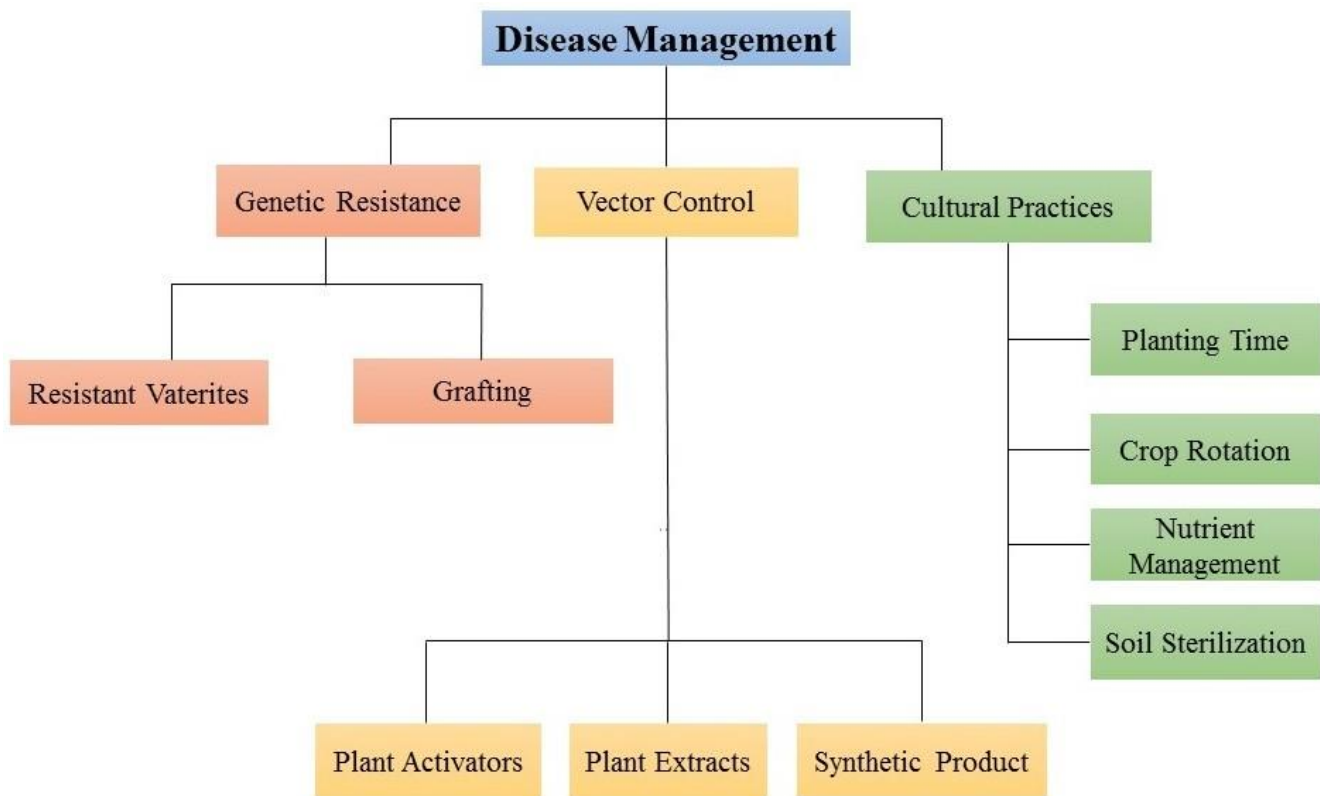 Disease Management
Genetic Resistance
Vector Control
Cultural Practices
Resistant Vaterites
Grafting
Planting Time
Crop Rotation
Nutrient
Management
Soil Sterilization
Plant Activators
Plant Extracts
Synthetic Product